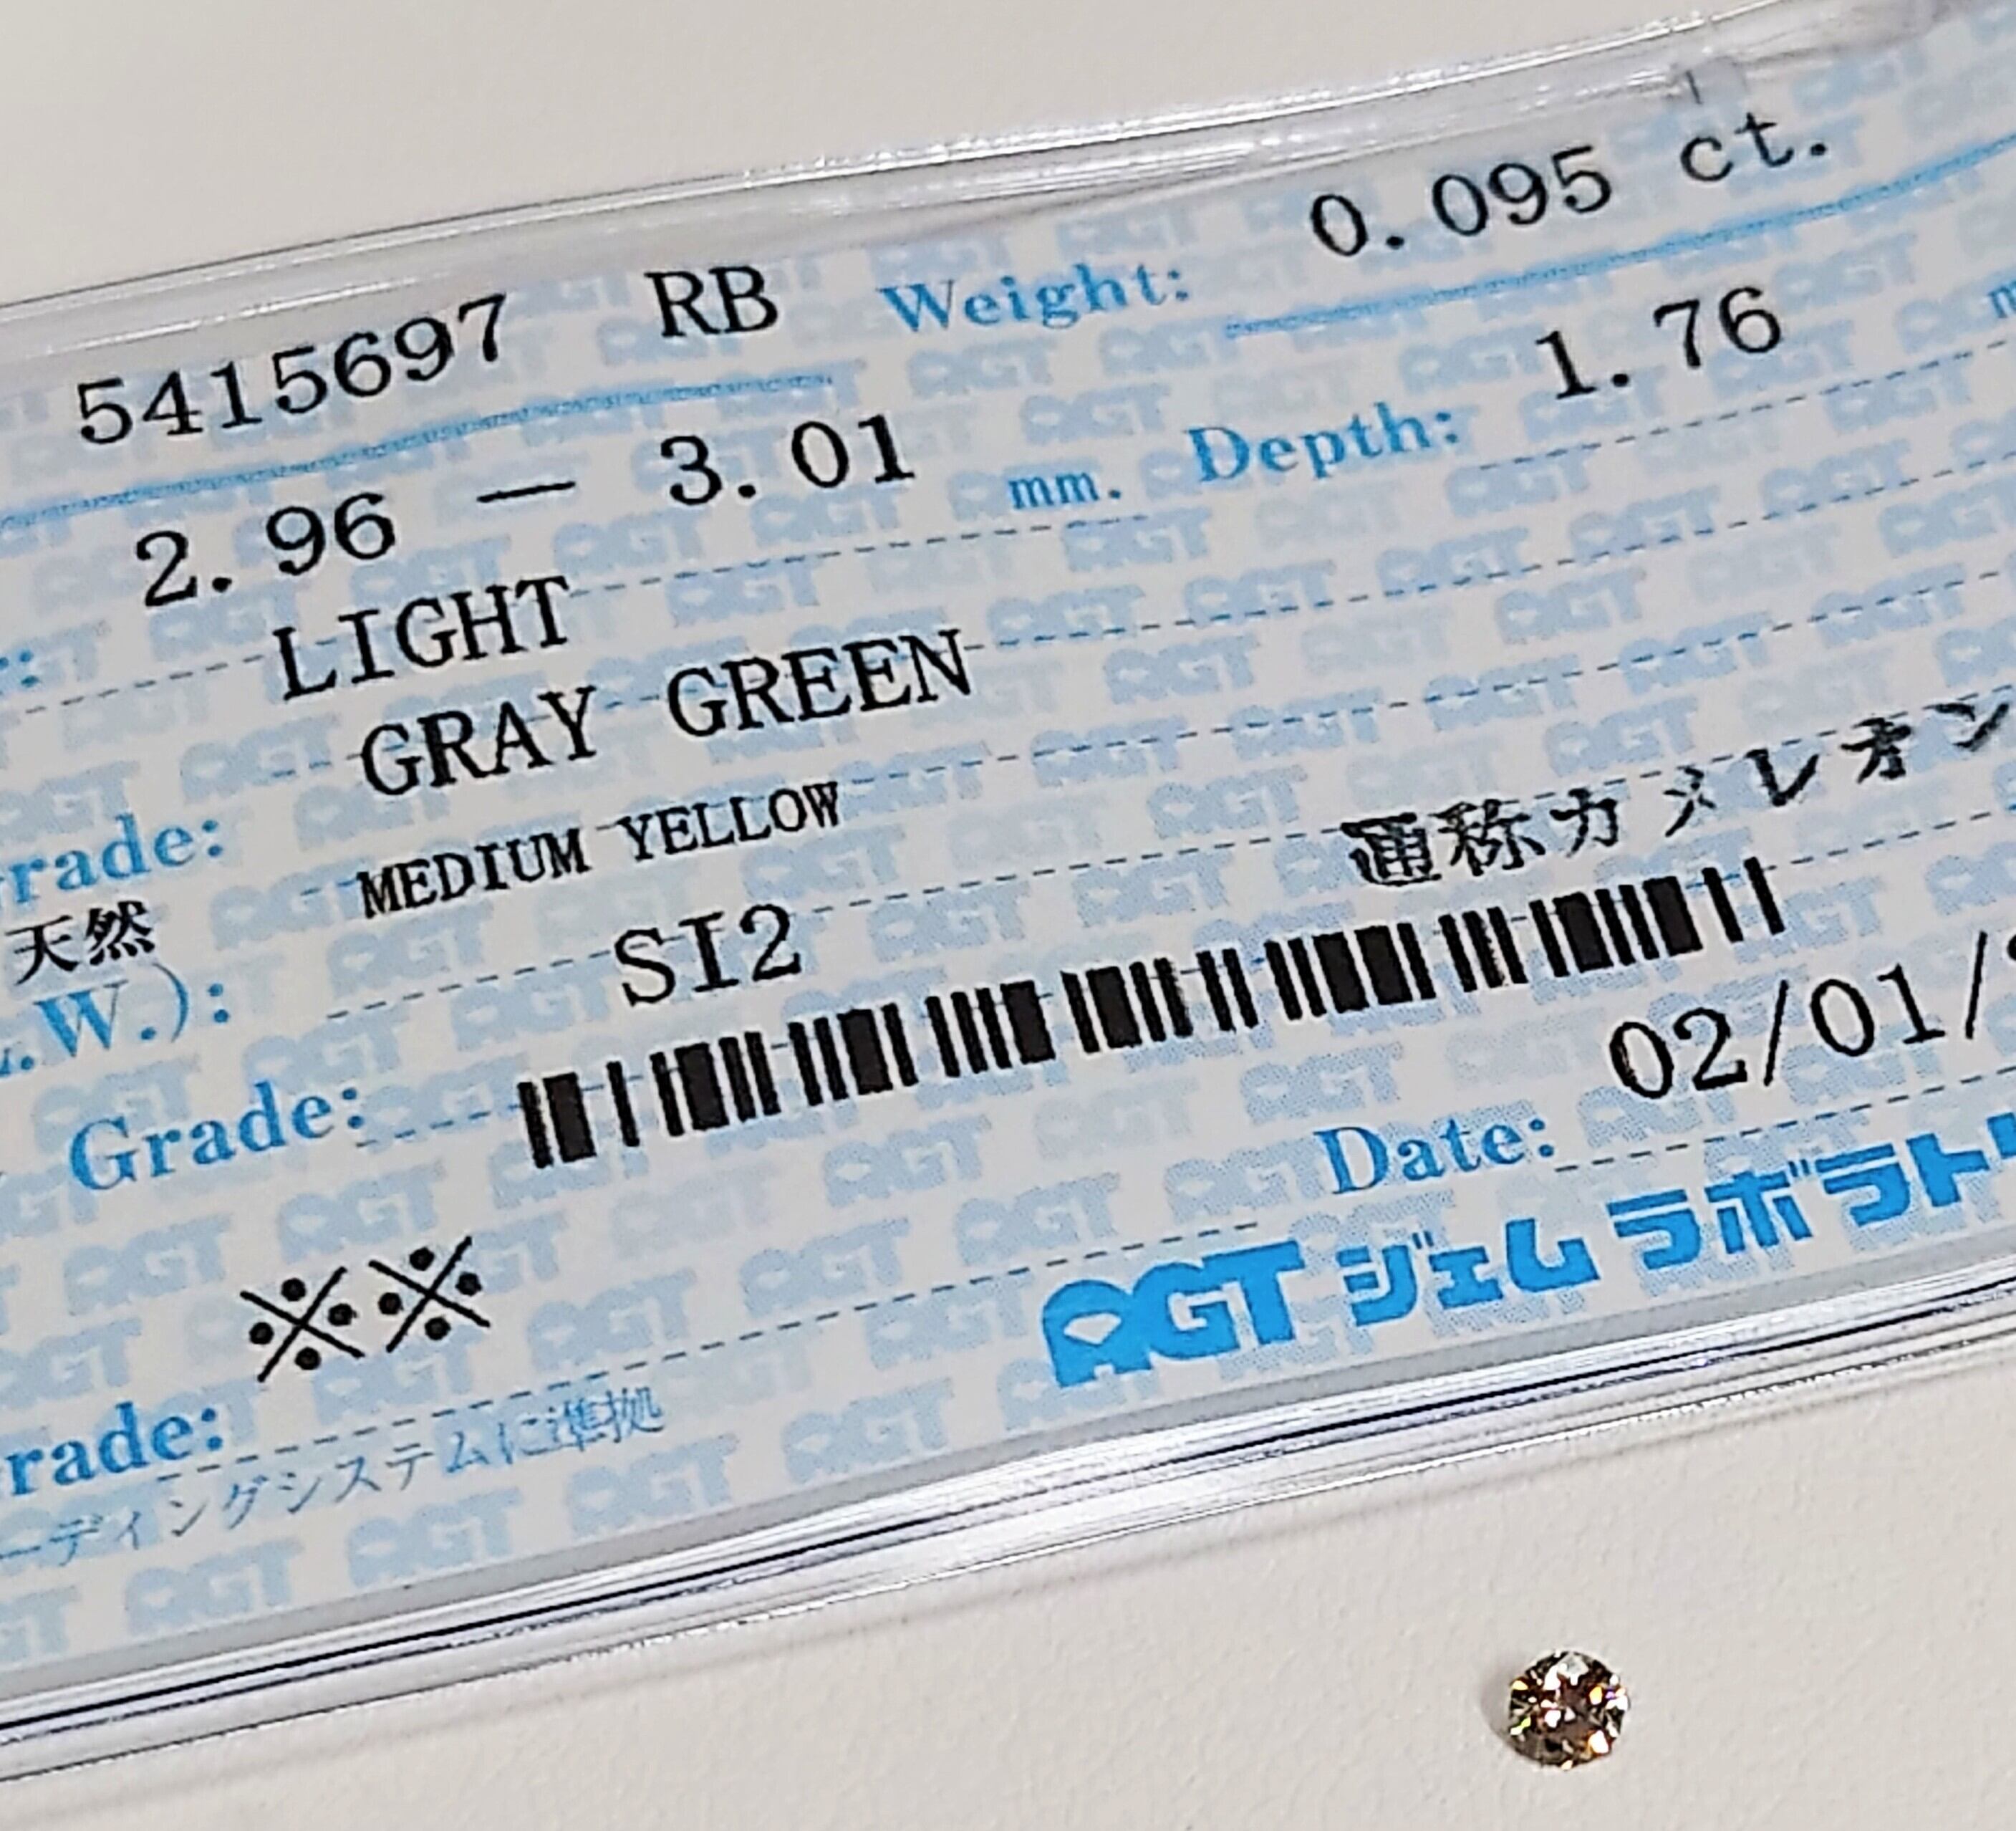 5415697 RB Weight: 0.095 ct.
2.96 — 3.01 mm. Depth: 1.76
LIGHT
GRAY GREEN
天然 MEDIUM YELLOW
SI2 通称カメレオン
Grade:
Date: 02/01/
※※
AGT ジェム ラボラト
ーディングシステムに準拠